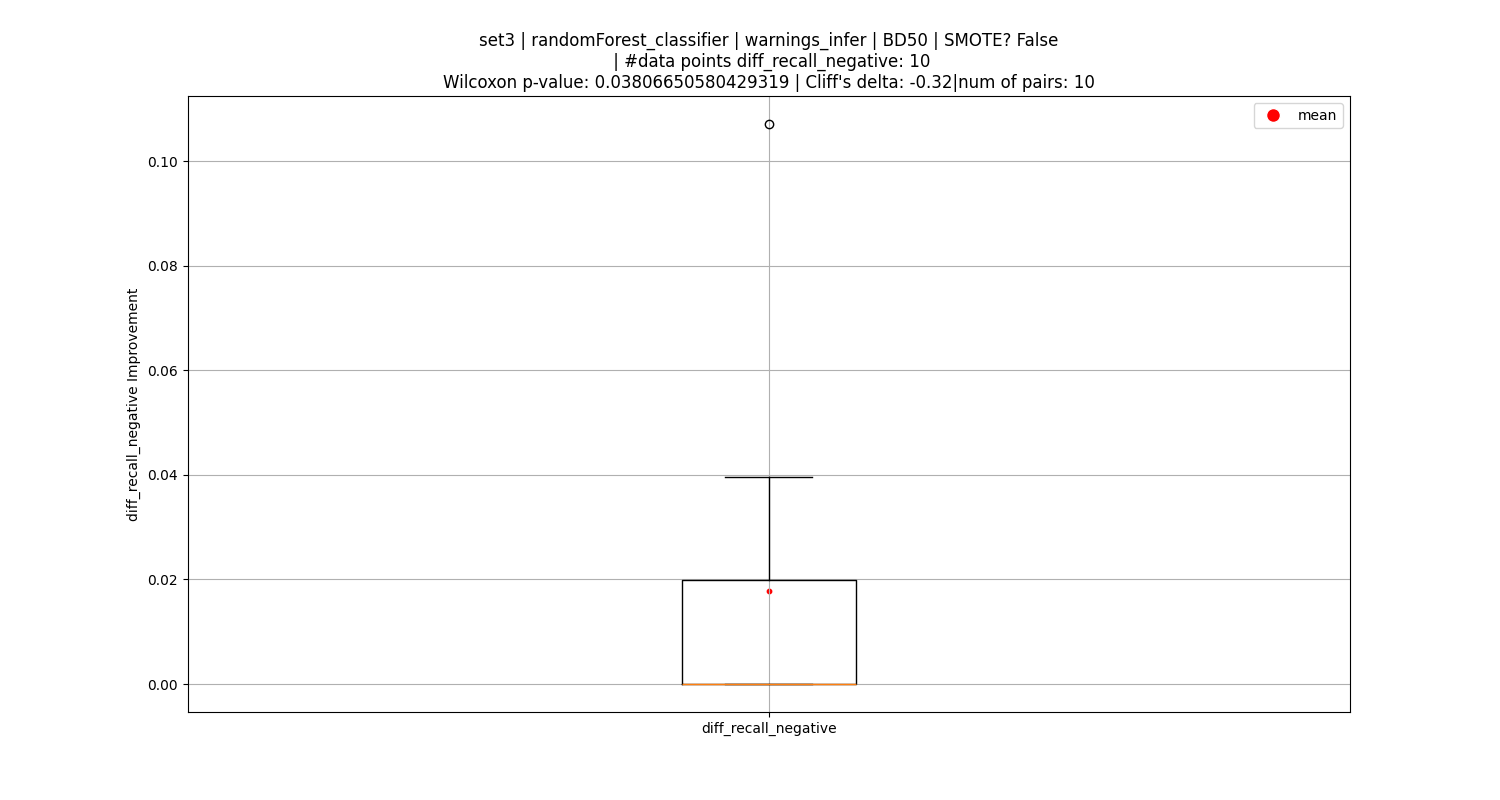 set3 | randomForest_classifier | warnings_infer | BD50 | SMOTE? False
| #data points diff_recall_negative: 10
Wilcoxon p-value: 0.03806650580429319 | Cliff's delta: -0.32|num of pairs: 10
mean
0.10
0.08
0.06
0.04
0.02
0.00
diff_recall_negative Improvement
diff_recall_negative